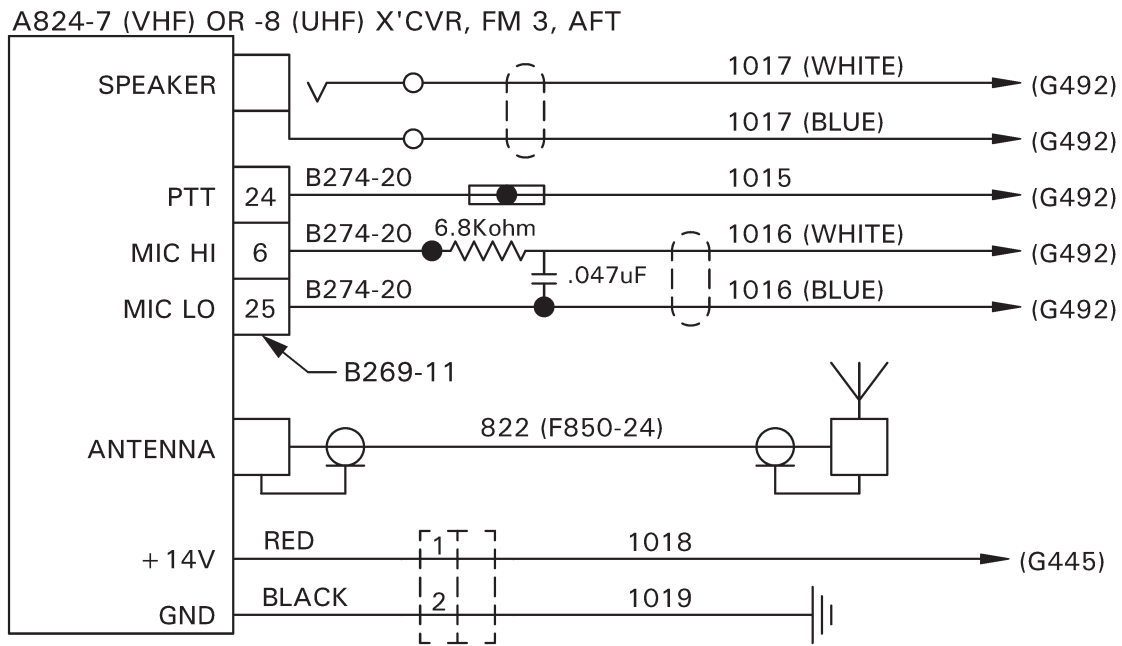 A824-7 (VHF) OR -8 (UHF) X'CVR, FM 3, AFT
SPEAKER
1017 (WHITE)
(G492)
1017 (BLUE)
(G492)
PTT
24
B274-20
1015
(G492)
MIC HI
6
B274-20
6.8Kohm
1016 (WHITE)
(G492)
.047uF
MIC LO
25
B274-20
1016 (BLUE)
(G492)
B269-11
ANTENNA
822 (F850-24)
+14V
RED
1
1018
(G445)
GND
BLACK
2
1019